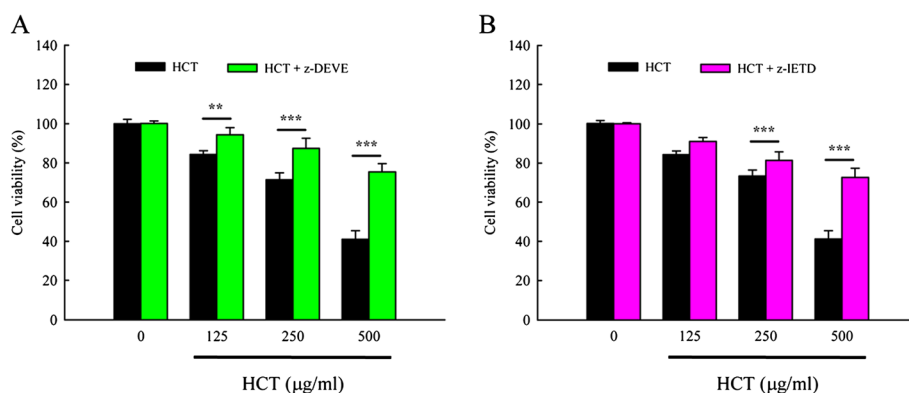 A
140
120
100
80
60
40
20
0
Cell viability (%)
HCT
HCT + z-DEVE
**
***
***
0
125
250
500
HCT (μg/ml)
B
140
120
100
80
60
40
20
0
Cell viability (%)
HCT
HCT + z-IETD
***
***
0
125
250
500
HCT (μg/ml)